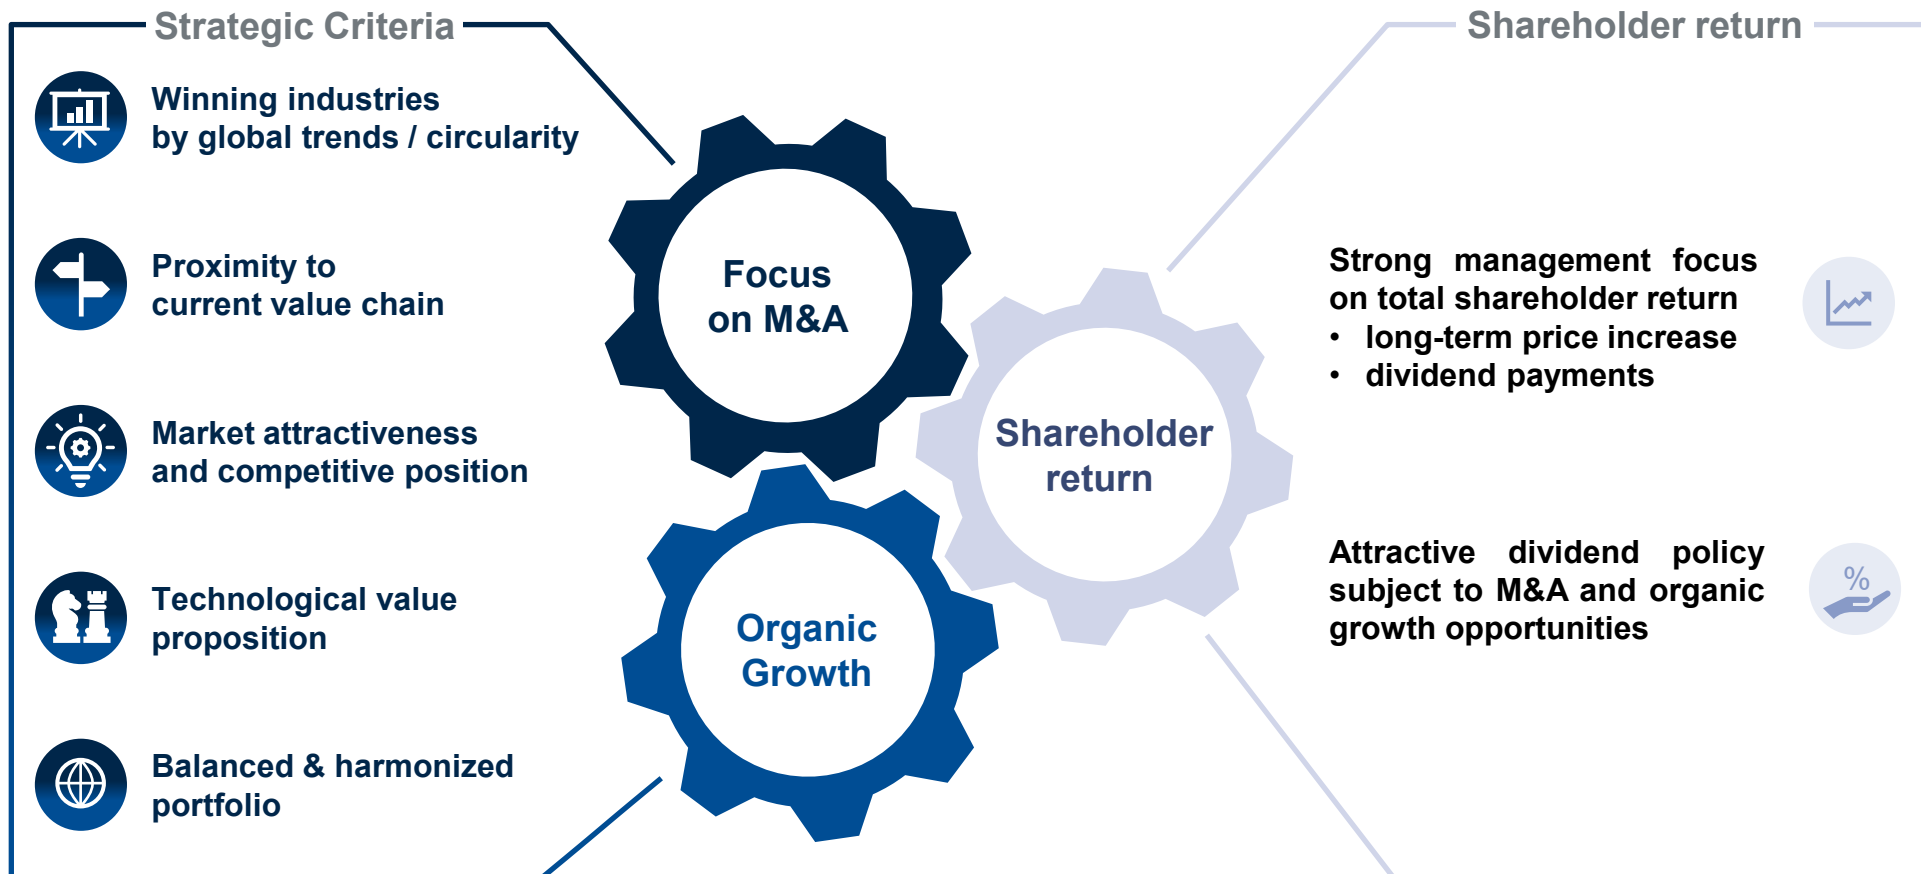 Strategic Criteria
Winning industries
by global trends / circularity
Proximity to
current value chain
Market attractiveness
and competitive position
Technological value
proposition
Balanced & harmonized
portfolio
Focus
on M&A
Organic
Growth
Shareholder
return
Shareholder return
Strong management focus
on total shareholder return
• long-term price increase
• dividend payments
Attractive dividend policy
subject to M&A and organic
growth opportunities
%